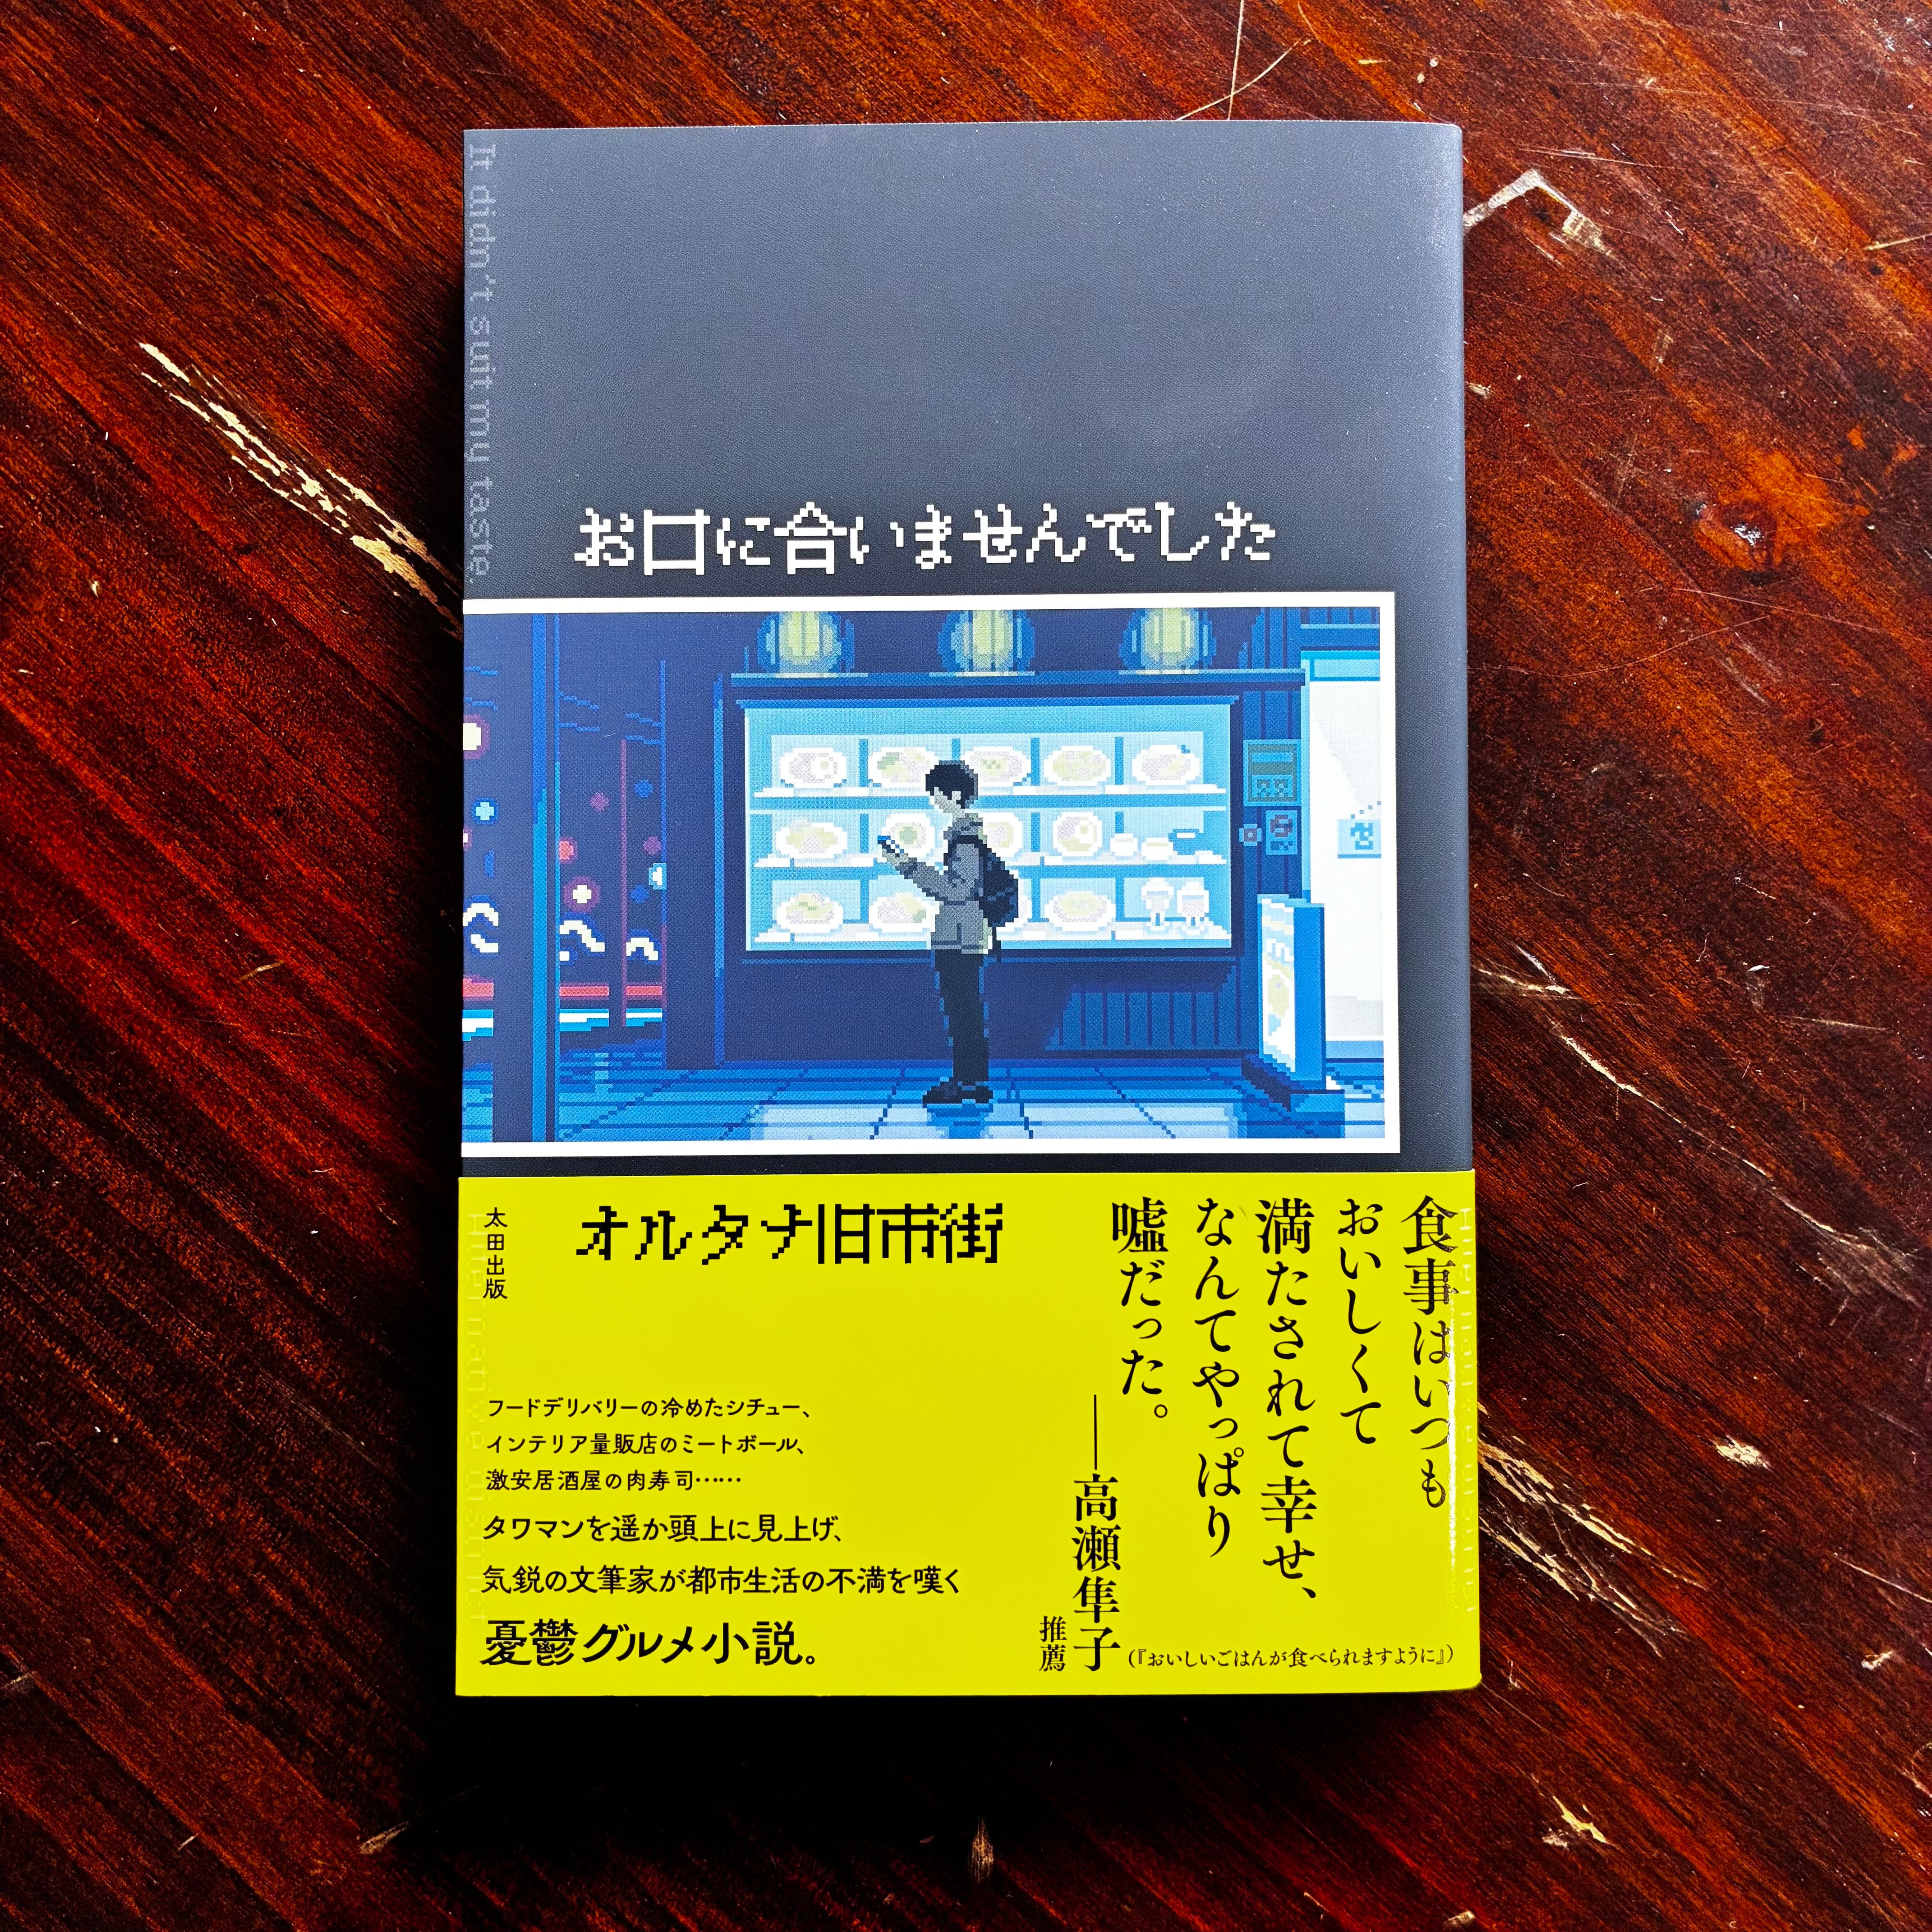 It didn't suit my taste.
お口に合いませんでした
オルタナ旧市街
太田出版
食事はいつも
おいしくて
満たされて幸せ、
なんてやっぱり
嘘だった。
——高瀬隼子
(『おいしいごはんが食べられますように』)
推薦
フードデリバリーの冷めたシチュー、
インテリア量販店のミートボール、
激安居酒屋の肉寿司……
タワマンを遥か頭上に見上げ、
気鋭の文筆家が都市生活の不満を嘆く
憂鬱グルメ小説。